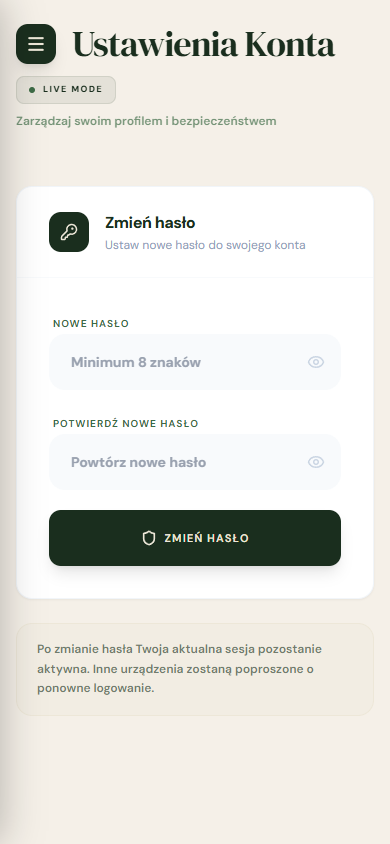 Ustawienia Konta
LIVE MODE
Zarządzaj swoim profilem i bezpieczeństwem
Zmień hasło
Ustaw nowe hasło do swojego konta
NOWE HASŁO
Minimum 8 znaków
POTWIERDŹ NOWE HASŁO
Powtórz nowe hasło
ZMIEŃ HASŁO
Po zmianie hasła Twoja aktualna sesja pozostanie
aktywna. Inne urządzenia zostaną poproszone o
ponowne logowanie.